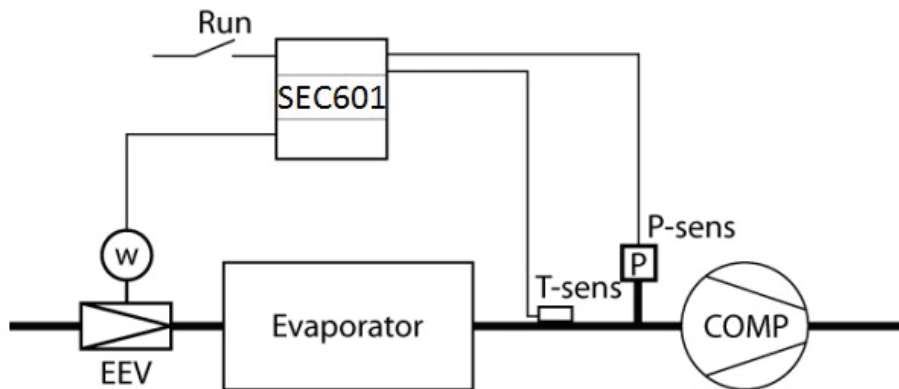 Run
SEC601
P-sens
w
P
T-sens
Evaporator
COMP
EEV